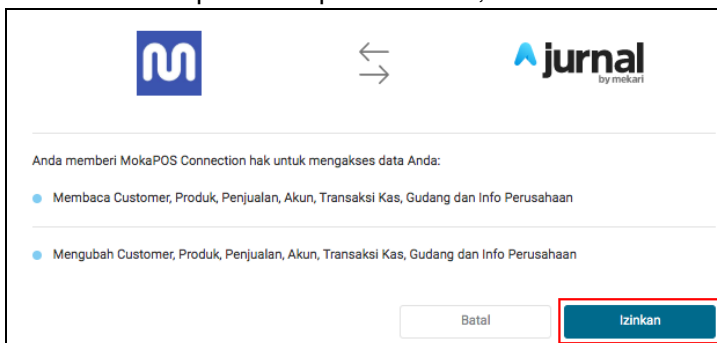 jurnal
by mekari
Anda memberi MokaPOS Connection hak untuk mengakses data Anda:
Membaca Customer, Produk, Penjualan, Akun, Transaksi Kas, Gudang dan Info Perusahaan
Mengubah Customer, Produk, Penjualan, Akun, Transaksi Kas, Gudang dan Info Perusahaan
Batal
Izinkan